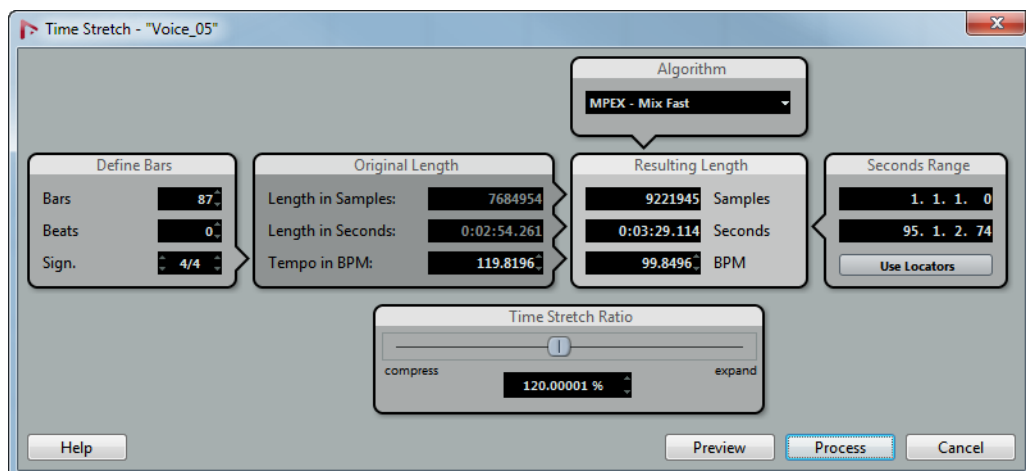 Time Stretch - "Voice_05"
x
Algorithm
MPEX - Mix Fast
Define Bars
Bars 87
Beats 0
Sign. 4/4
Original Length
Length in Samples: 7684954
Length in Seconds: 0:02:54.261
Tempo in BPM: 119.8196
Resulting Length
9221945 Samples
0:03:29.114 Seconds
99.8496 BPM
Seconds Range
1. 1. 1. 0
95. 1. 2. 74
Use Locators
Time Stretch Ratio
compress expand
120.00001 %
Help Preview Process Cancel